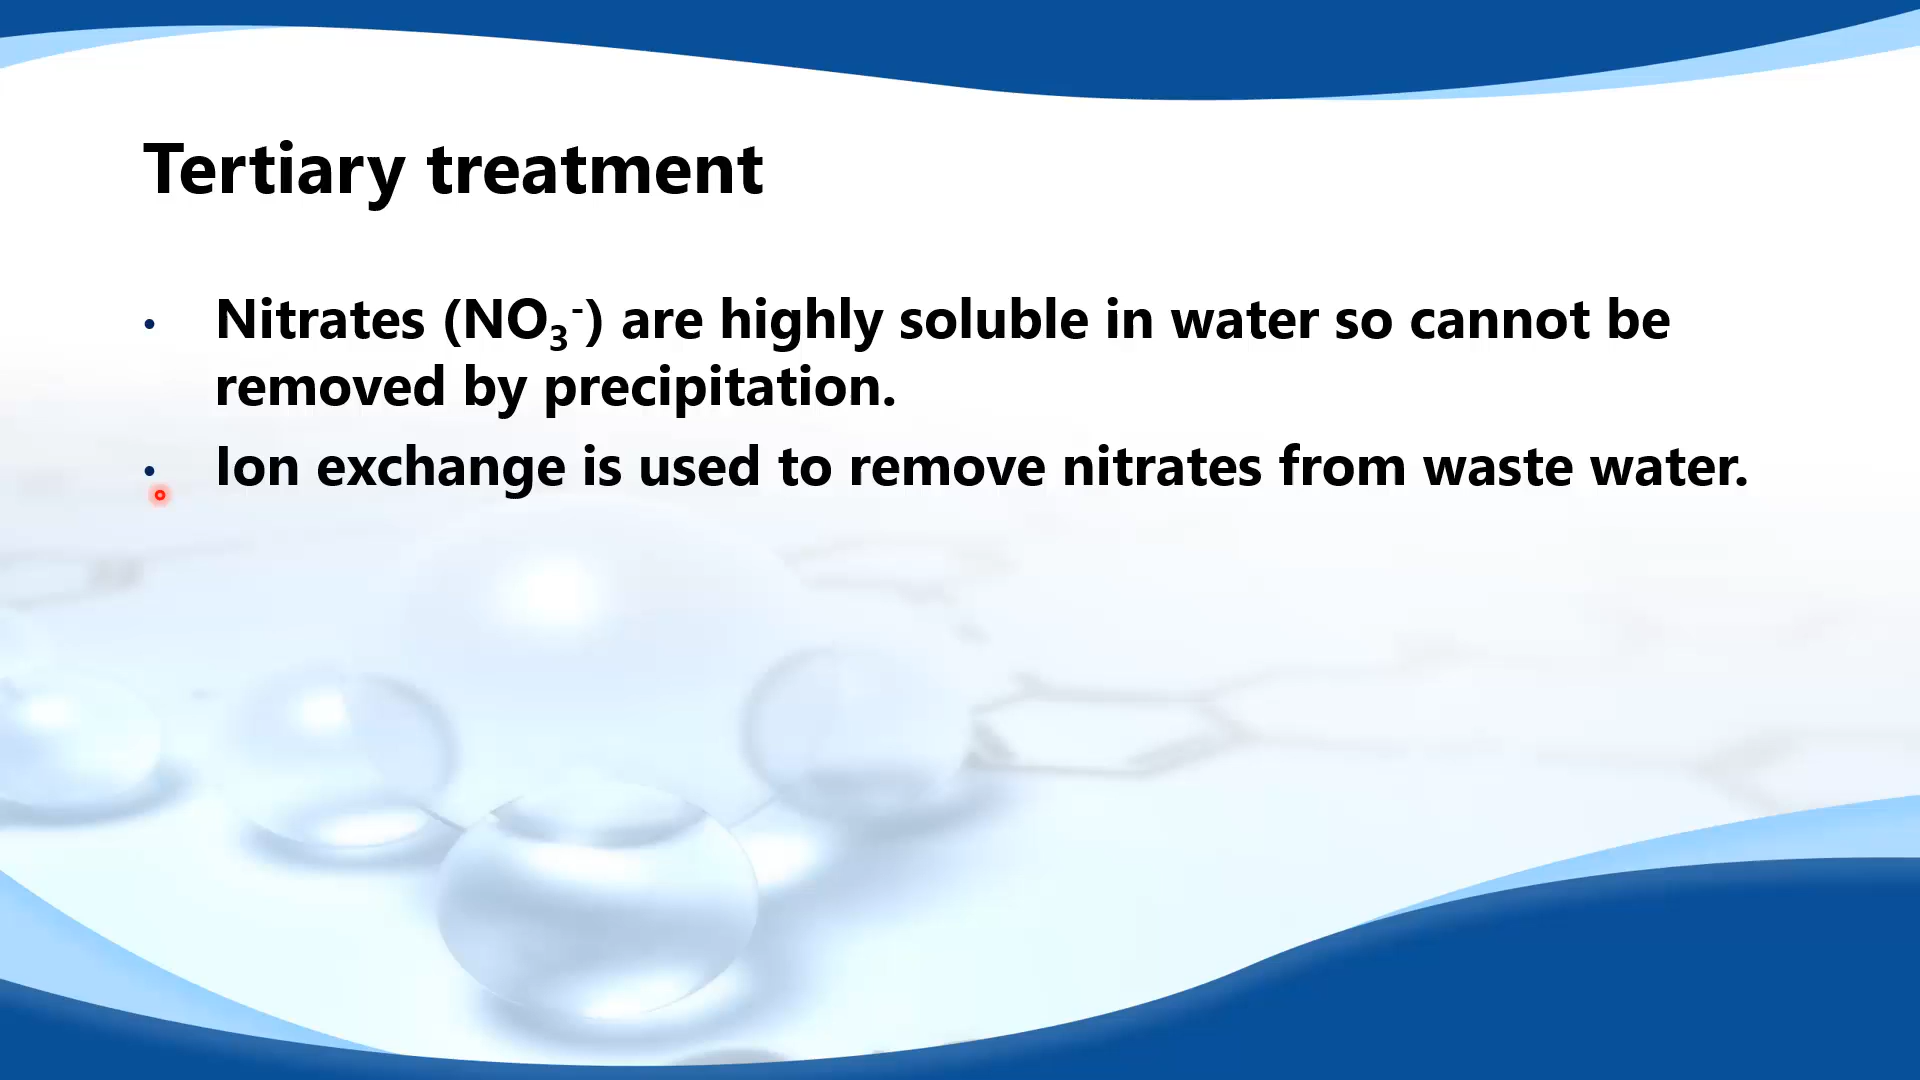 Tertiary treatment
• Nitrates (NO₃⁻) are highly soluble in water so cannot be
removed by precipitation.
• Ion exchange is used to remove nitrates from waste water.